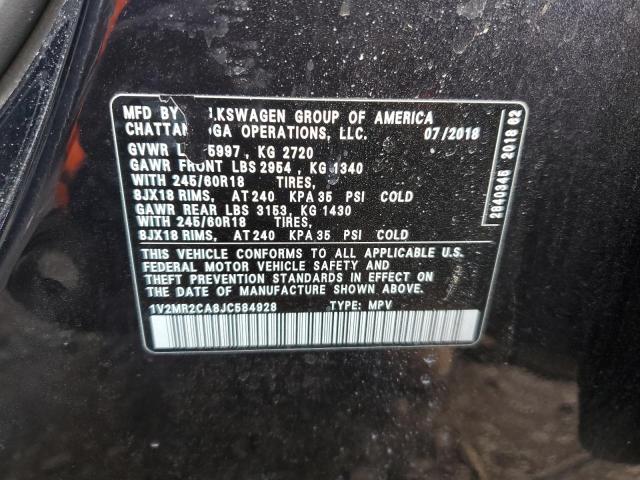 MFD BY LKSWAGEN GROUP OF AMERICA
CHATTAN GA OPERATIONS, LLC. 07/2018
GVWR L 5997, KG 2720
GAWR FRONT LBS 2954, KG 1340
WITH 245/60R18 TIRES,
8JX18 RIMS, AT 240 KPA 35 PSI COLD
GAWR REAR LBS 3153, KG 1430
WITH 245/60R18 TIRES,
8JX18 RIMS, AT 240 KPA 35 PSI COLD
THIS VEHICLE CONFORMS TO ALL APPLICABLE U.S.
FEDERAL MOTOR VEHICLE SAFETY AND
THEFT PREVENTION STANDARDS IN EFFECT ON
THE DATE OF MANUFACTURE SHOWN ABOVE.
1V2MR2CA8JC584928 TYPE: MPV
2940345 2018 82